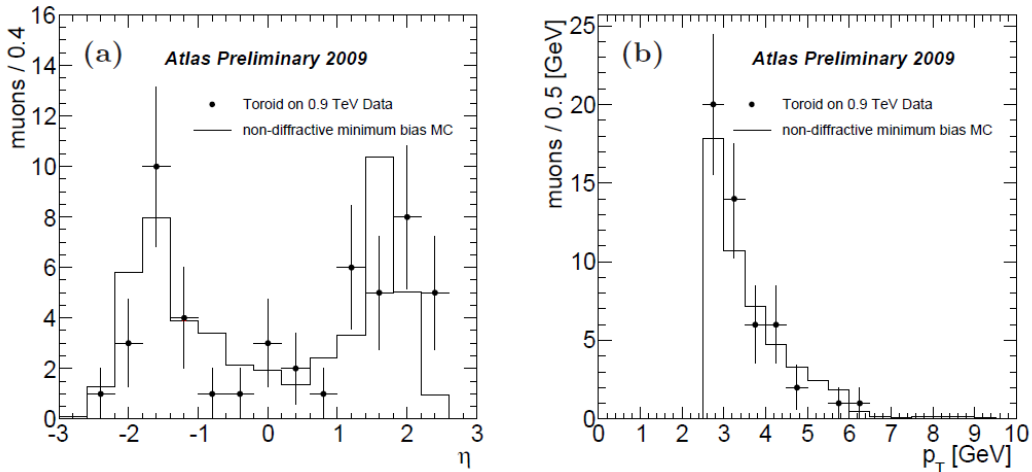 (a)
Atlas Preliminary 2009
Toroid on 0.9 TeV Data
non-diffractive minimum bias MC
muons / 0.4
16
14
12
10
8
6
4
2
0
-3 -2 -1 0 1 2 3
η
(b)
Atlas Preliminary 2009
Toroid on 0.9 TeV Data
non-diffractive minimum bias MC
muons / 0.5 [GeV]
25
20
15
10
5
0
0 1 2 3 4 5 6 7 8 9 10
p_T [GeV]